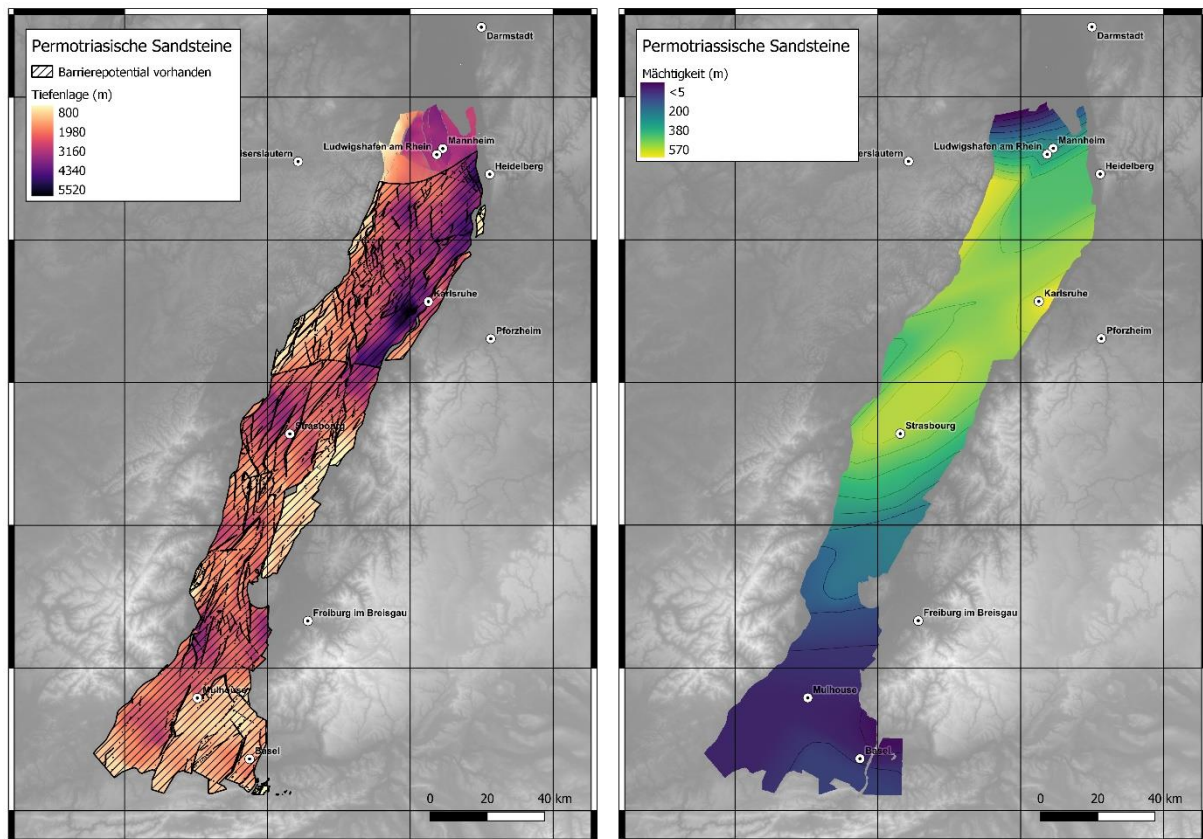 Permotriasische Sandsteine
Barrierepotential vorhanden
Tiefenlage (m)
800
1980
3160
4340
5520
Darmstadt
Mannheim
Ludwigshafen am Rhein
iserslautern
Heidelberg
Karlsruhe
Pforzheim
Strasbourg
Freiburg im Breisgau
Mulhouse
Basel
0 20 40 km
Permotriassische Sandsteine
Mächtigkeit (m)
<5
200
380
570
Darmstadt
Mannheim
Ludwigshafen am Rhein
iserslautern
Heidelberg
Karlsruhe
Pforzheim
Strasbourg
Freiburg im Breisgau
Mulhouse
Basel
0 20 40 km